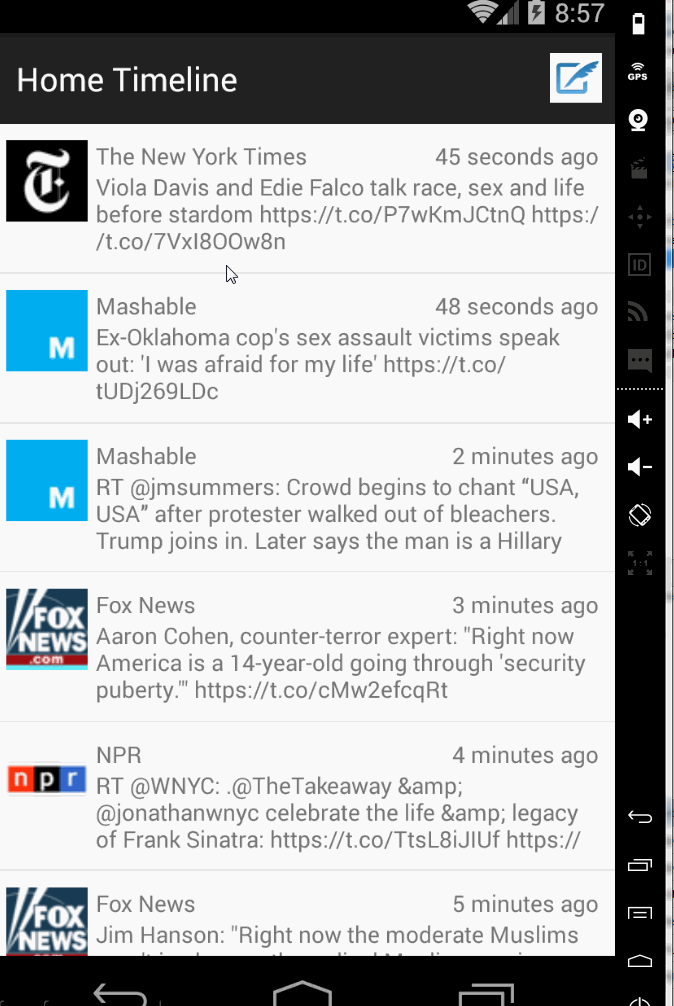 8:57
Home Timeline
GPS
The New York Times 45 seconds ago
Viola Davis and Edie Falco talk race, sex and life
before stardom https://t.co/P7wKmJCtnQ https:/
/t.co/7VxI8OOw8n
ID
M
Mashable 48 seconds ago
Ex-Oklahoma cop's sex assault victims speak
out: 'I was afraid for my life' https://t.co/
tUDj269LDc
M
Mashable 2 minutes ago
RT @jmsummers: Crowd begins to chant “USA,
USA” after protester walked out of bleachers.
Trump joins in. Later says the man is a Hillary
1:1
FOX
NEWS
.com
Fox News 3 minutes ago
Aaron Cohen, counter-terror expert: "Right now
America is a 14-year-old going through 'security
puberty.'" https://t.co/cMw2efcqRt
npr
NPR 4 minutes ago
RT @WNYC: .@TheTakeaway &amp;
@jonathanwnyc celebrate the life &amp; legacy
of Frank Sinatra: https://t.co/TtsL8iJIUf https://
FOX
NEWS
Fox News 5 minutes ago
Jim Hanson: "Right now the moderate Muslims